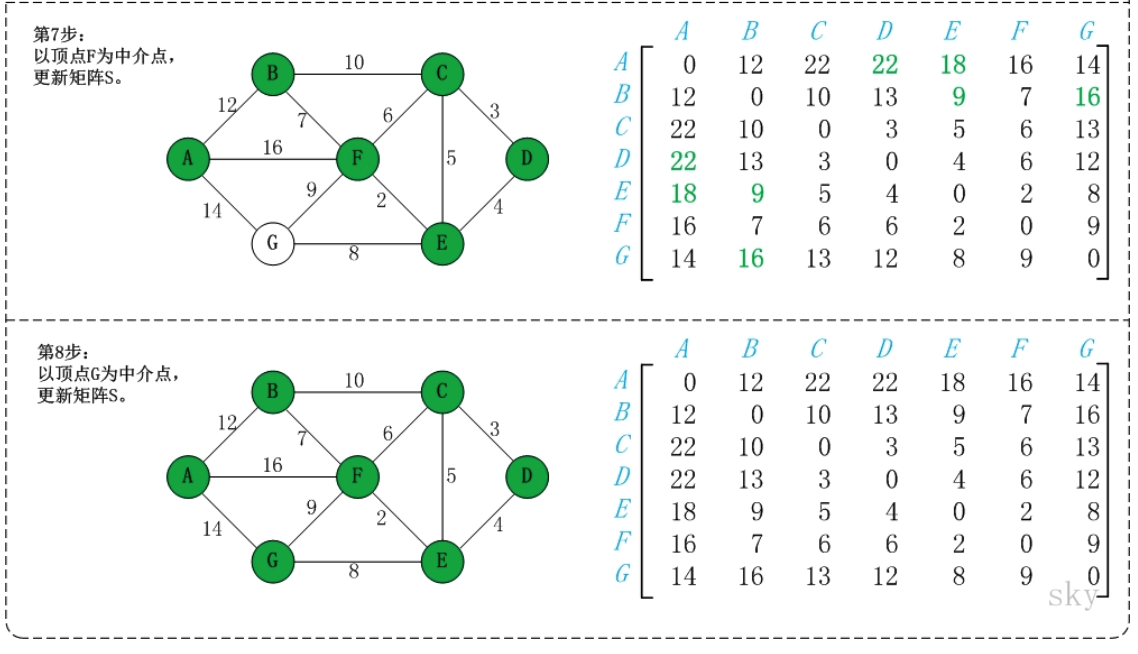 第7步：
以顶点F为中介点，
更新矩阵S。
B 10 C
12 7 6 3
A 16 F 5 D
14 9 2 4
G 8 E
A B C D E F G
A 0 12 22 22 18 16 14
B 12 0 10 13 9 7 16
C 22 10 0 3 5 6 13
D 22 13 3 0 4 6 12
E 18 9 5 4 0 2 8
F 16 7 6 6 2 0 9
G 14 16 13 12 8 9 0
第8步：
以顶点G为中介点，
更新矩阵S。
B 10 C
12 7 6 3
A 16 F 5 D
14 9 2 4
G 8 E
A B C D E F G
A 0 12 22 22 18 16 14
B 12 0 10 13 9 7 16
C 22 10 0 3 5 6 13
D 22 13 3 0 4 6 12
E 18 9 5 4 0 2 8
F 16 7 6 6 2 0 9
G 14 16 13 12 8 9 0
sky